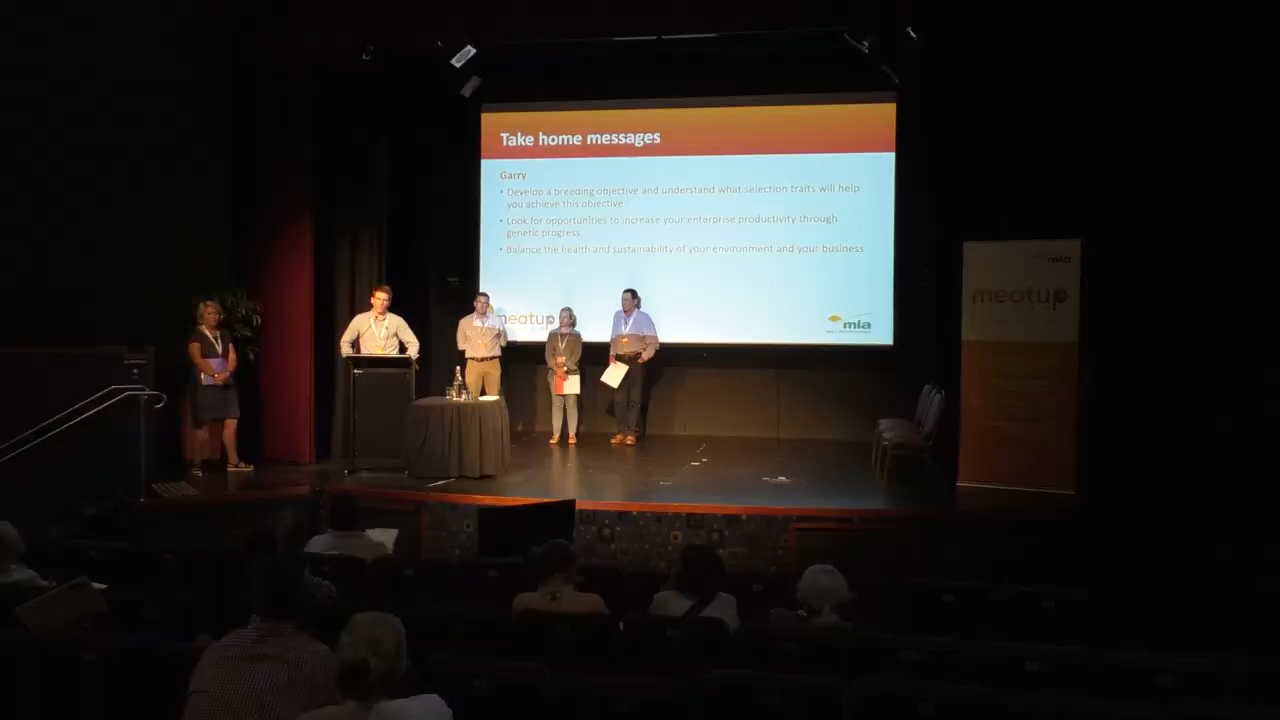 Take home messages
Garry
• Develop a breeding objective and understand what selection traits will help
you achieve this objective
• Look for opportunities to increase your enterprise productivity through
genetic progress
• Balance the health and sustainability of your environment and your business
meatup
mla
mla
meatup